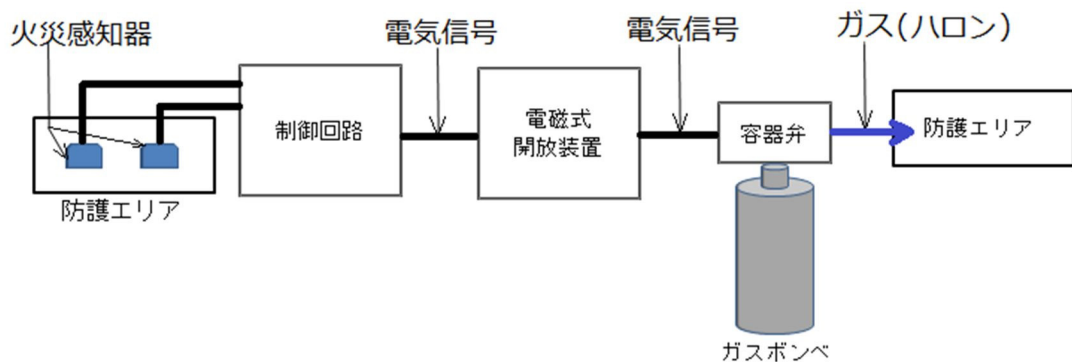 火災感知器
電気信号
電気信号
ガス(ハロン)
制御回路
電磁式
開放装置
容器弁
防護エリア
防護エリア
ガスボンベ